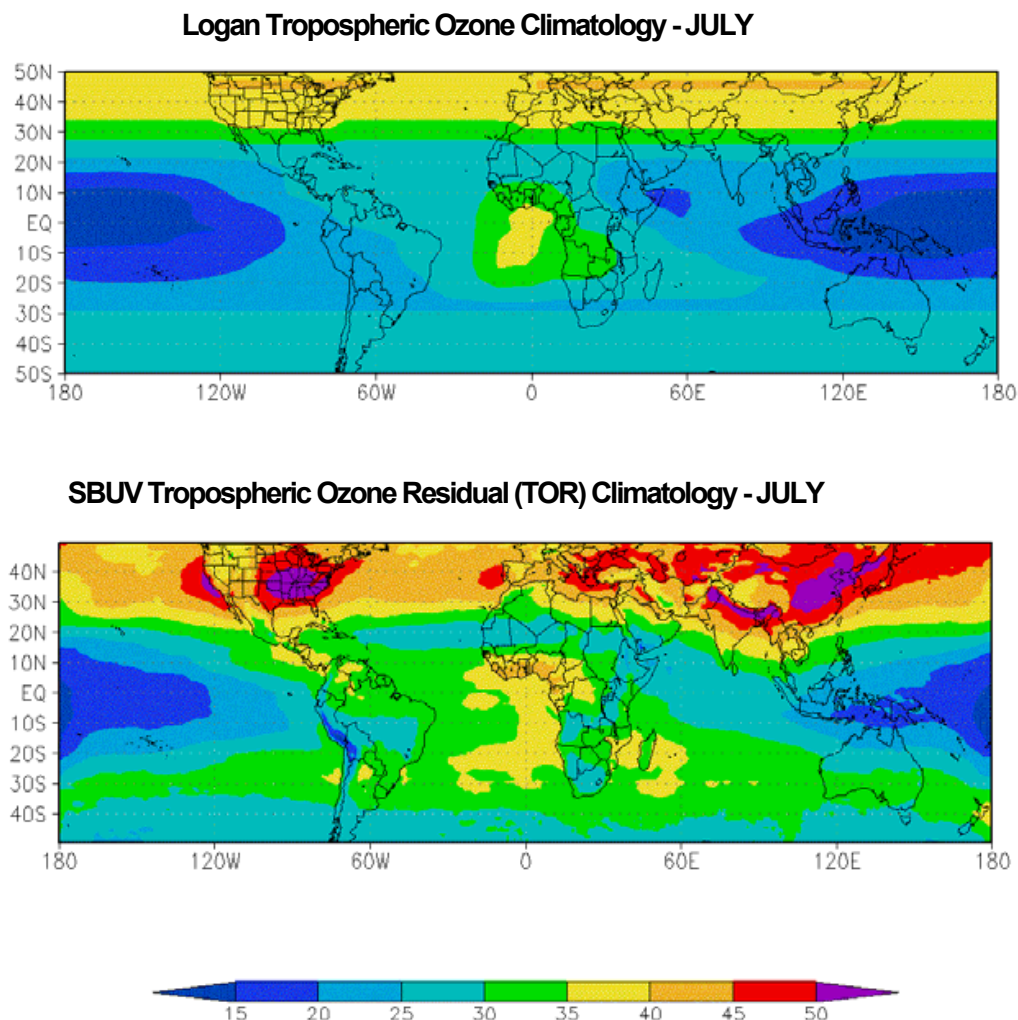 Logan Tropospheric Ozone Climatology - JULY
50N
40N
30N
20N
10N
EQ
10S
20S
30S
40S
50S
180 120W 60W 0 60E 120E 180
SBUV Tropospheric Ozone Residual (TOR) Climatology - JULY
40N
30N
20N
10N
EQ
10S
20S
30S
40S
180 120W 60W 0 60E 120E 180
15 20 25 30 35 40 45 50